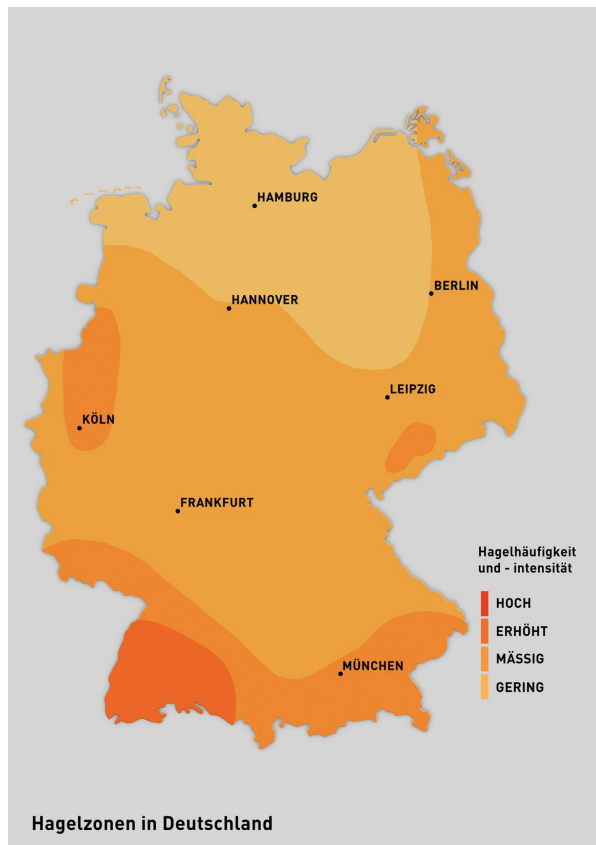 HAMBURG
BERLIN
HANNOVER
LEIPZIG
KÖLN
FRANKFURT
Hagelhäufigkeit
und - intensität
HOCH
ERHÖHT
MÄSSIG
GERING
MÜNCHEN
Hagelzonen in Deutschland